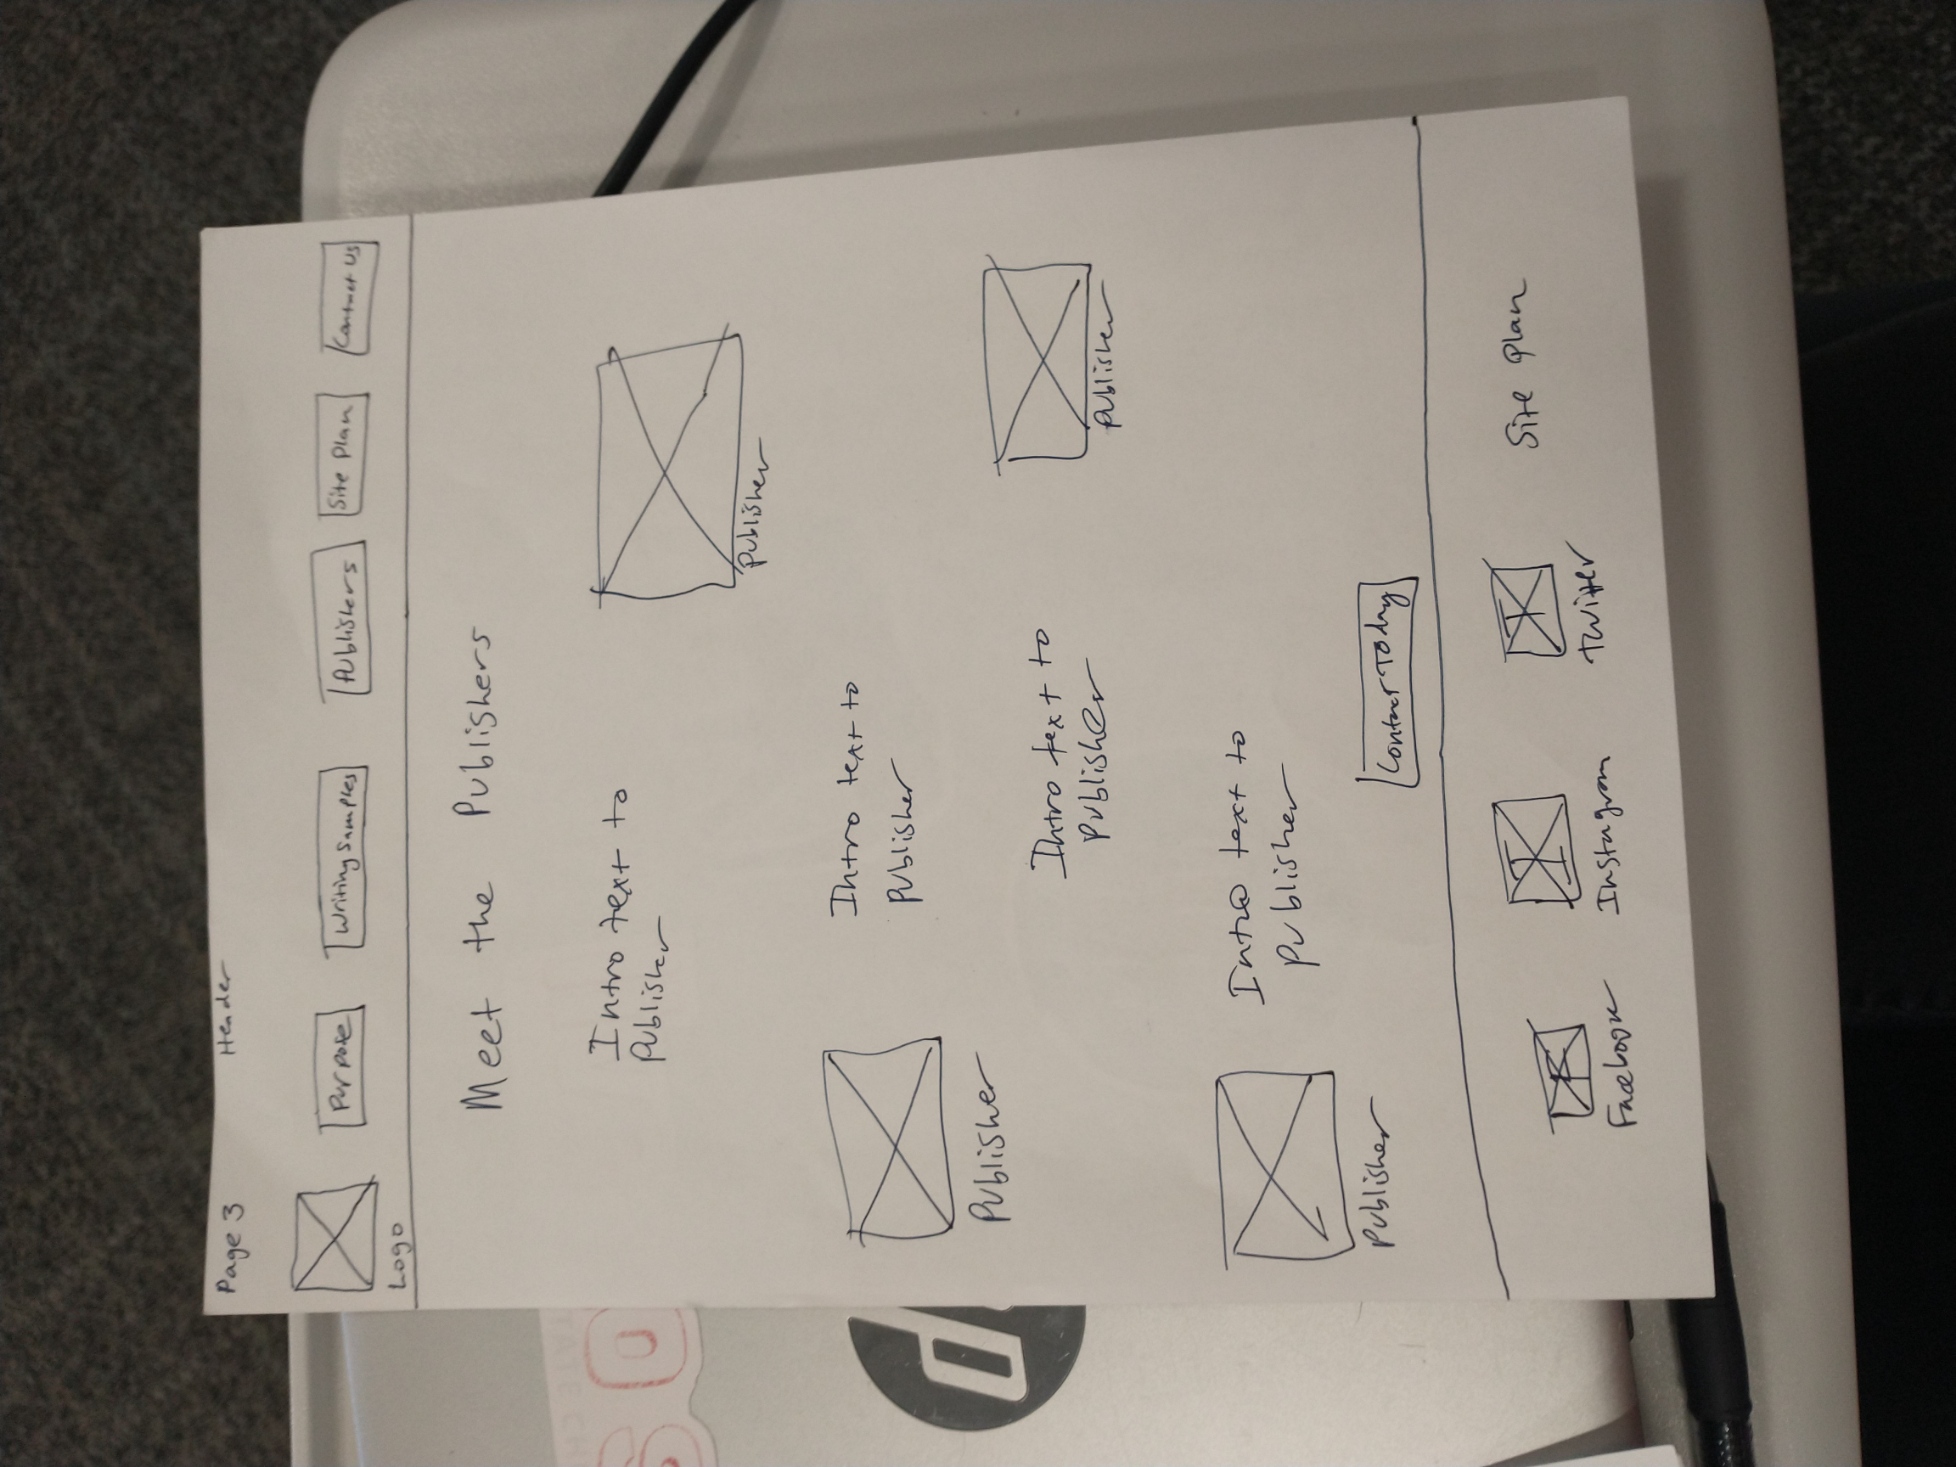 Page 3
Header
Purpose
Writing Samples
Publishers
Site Plan
Contact Us
Logo
Meet the Publishers
Intro text to
Publisher
Publisher
Intro text to
Publisher
Publisher
Intro text to
Publisher
Publisher
Intro text to
Publisher
Publisher
Contact Today
F
I
T
Site Plan
Facebook
Instagram
Twitter